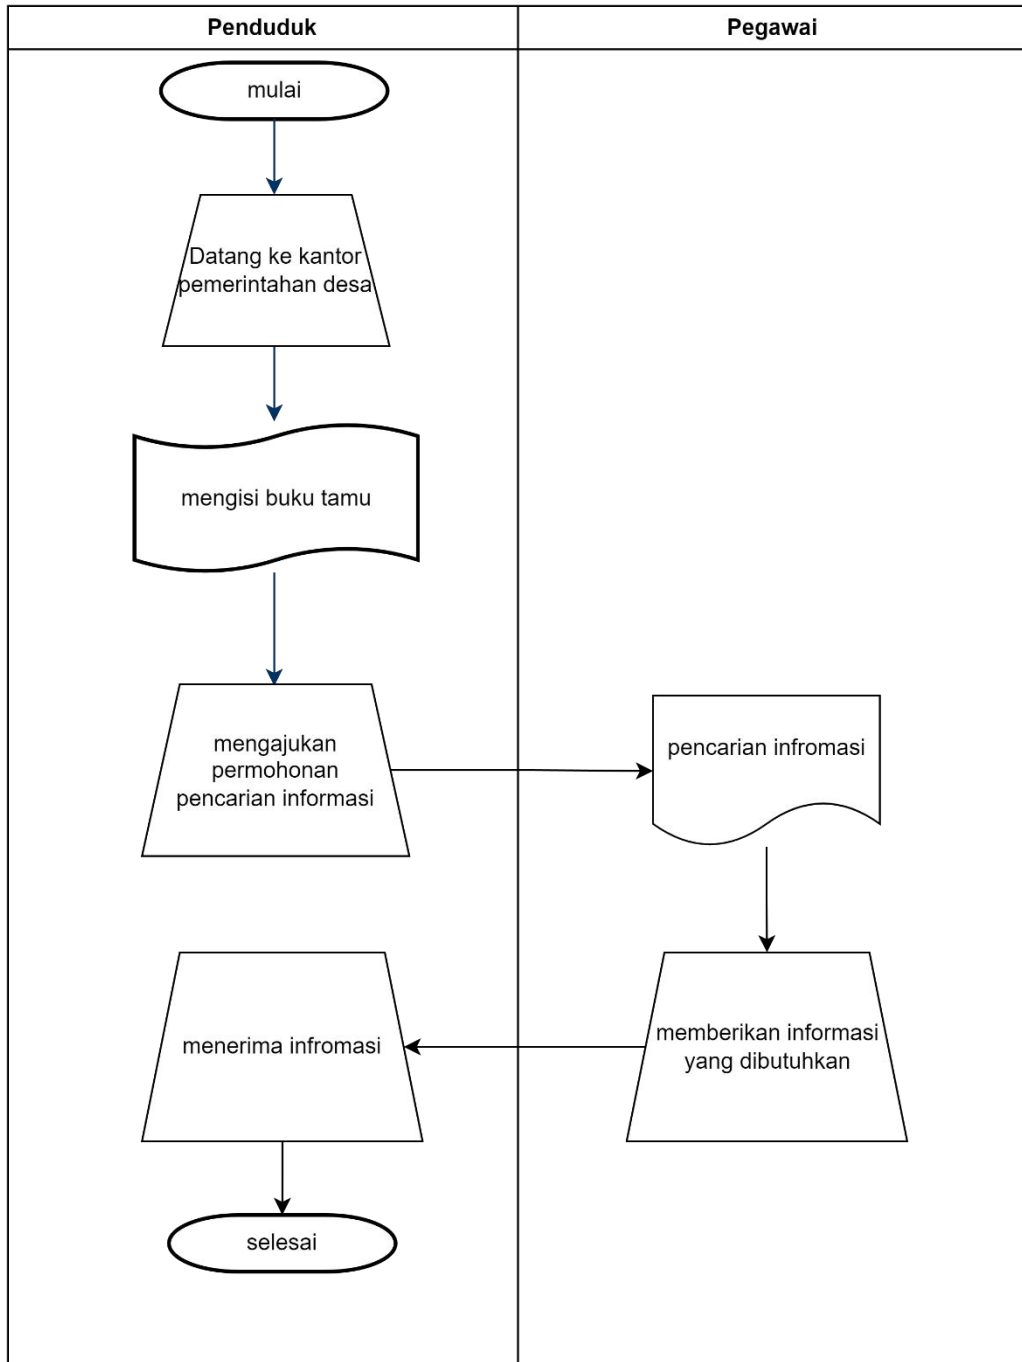 Penduduk
Pegawai
mulai
Datang ke kantor
pemerintahan desa
mengisi buku tamu
mengajukan
permohonan
pencarian informasi
pencarian infromasi
memberikan informasi
yang dibutuhkan
menerima infromasi
selesai